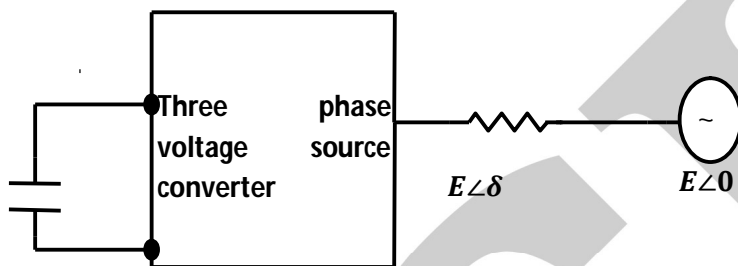 Three phase
voltage source
converter
E∠δ
E∠0
~